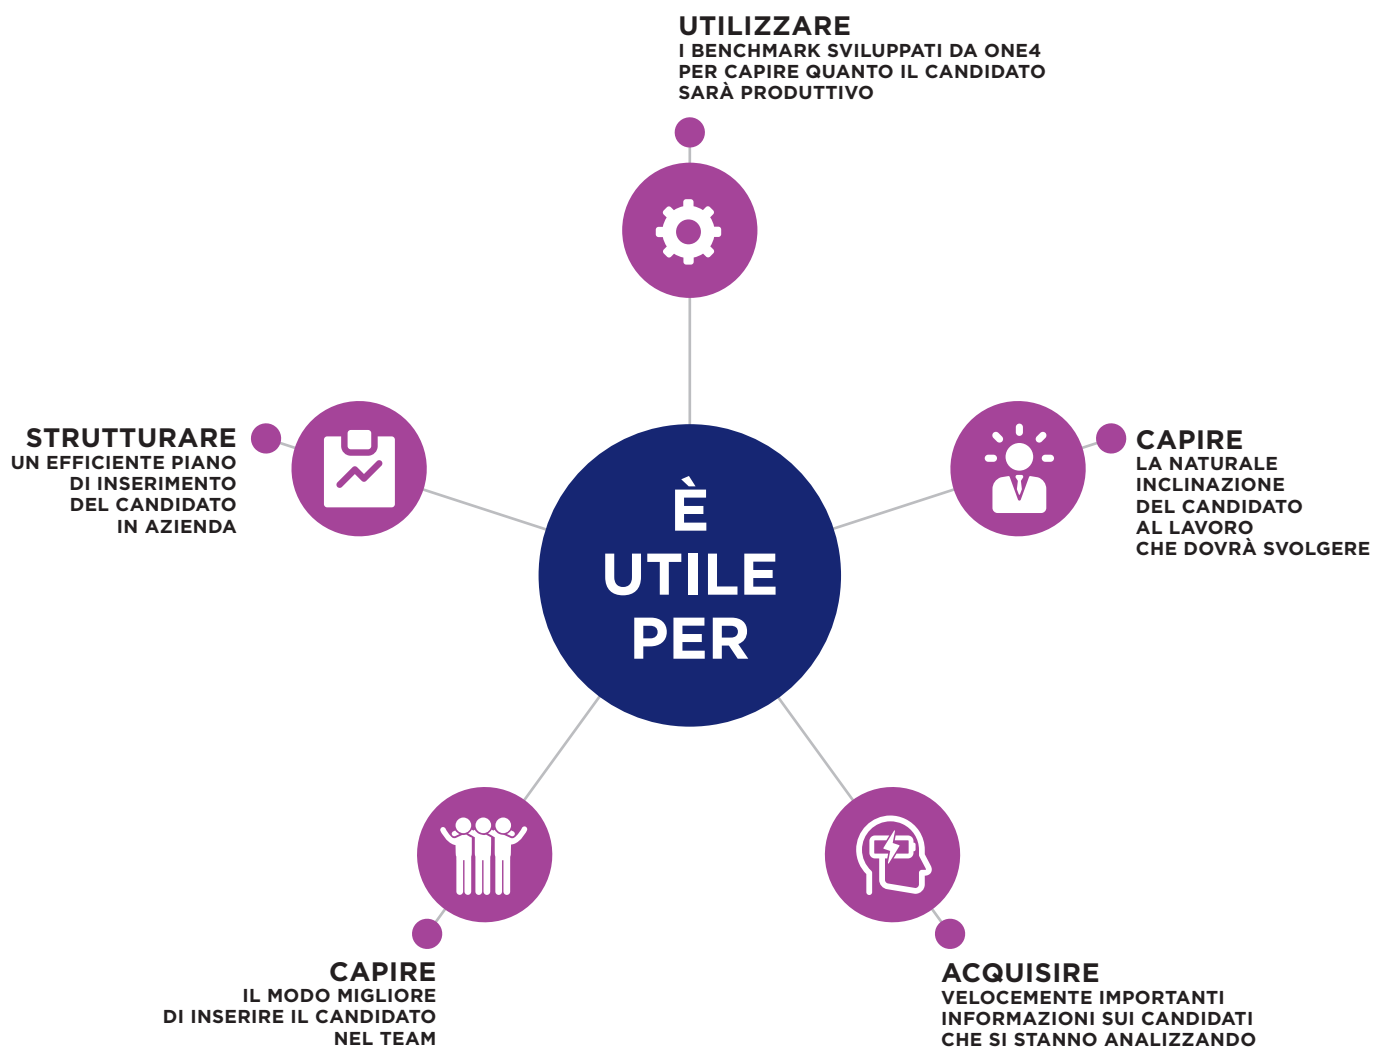 UTILIZZARE
I BENCHMARK SVILUPPATI DA ONE4
PER CAPIRE QUANTO IL CANDIDATO
SARÀ PRODUTTIVO
STRUTTURARE
UN EFFICIENTE PIANO
DI INSERIMENTO
DEL CANDIDATO
IN AZIENDA
È
UTILE
PER
CAPIRE
LA NATURALE
INCLINAZIONE
DEL CANDIDATO
AL LAVORO
CHE DOVRÀ SVOLGERE
CAPIRE
IL MODO MIGLIORE
DI INSERIRE IL CANDIDATO
NEL TEAM
ACQUISIRE
VELOCEMENTE IMPORTANTI
INFORMAZIONI SUI CANDIDATI
CHE SI STANNO ANALIZZANDO